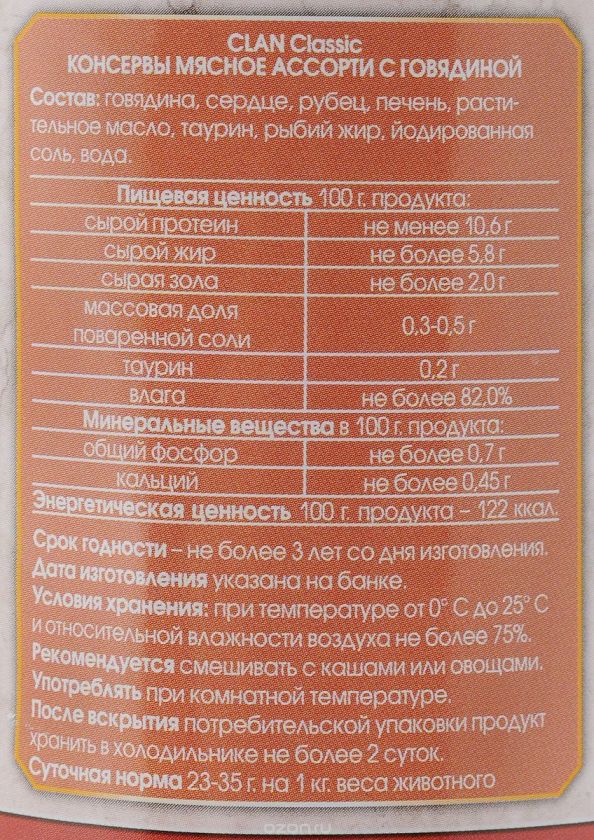 CLAN Classic
КОНСЕРВЫ МЯСНОЕ АССОРТИ С ГОВЯДИНОЙ
Состав: говядина, сердце, рубец, печень, расти-
тельное масло, таурин, рыбий жир, йодированная
соль, вода.
Пищевая ценность 100 г. продукта:
сырой протеин не менее 10,6 г
сырой жир не более 5,8 г
сырая зола не более 2,0 г
массовая доля
поваренной соли 0,3-0,5 г
таурин 0,2 г
влага не более 82,0%
Минеральные вещества в 100 г. продукта:
общий фосфор не более 0,7 г
кальций не более 0,45 г
Энергетическая ценность 100 г. продукта – 122 ккал.
Срок годности – не более 3 лет со дня изготовления.
Дата изготовления указана на банке.
Условия хранения: при температуре от 0° С до 25° С
и относительной влажности воздуха не более 75%.
Рекомендуется смешивать с кашами или овощами.
Употреблять при комнатной температуре.
После вскрытия потребительской упаковки продукт
хранить в холодильнике не более 2 суток.
Суточная норма 23-35 г. на 1 кг. веса животного
ozon.ru